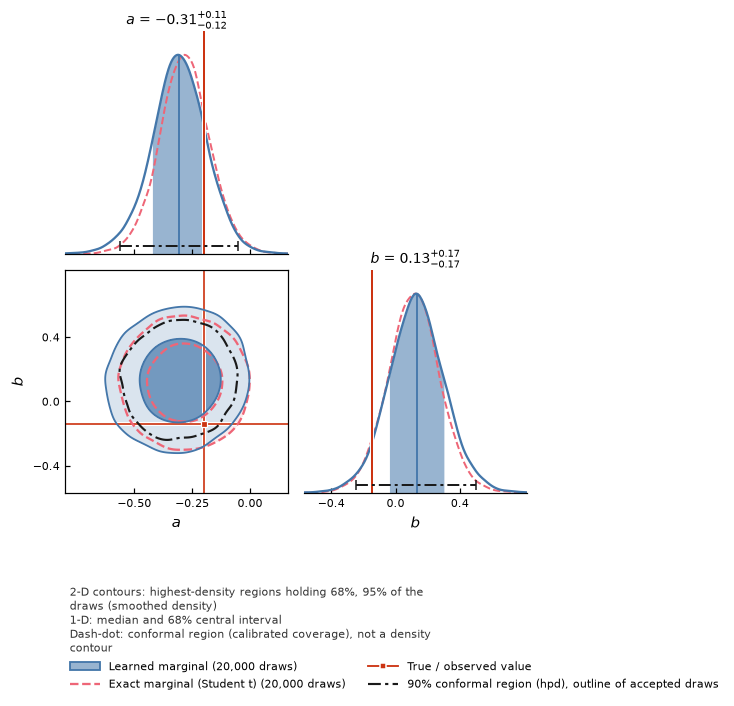 a = −0.31 +0.11 −0.12
b = 0.13 +0.17 −0.17
0.4
0.0
−0.4
b
−0.50 −0.25 0.00
a
−0.4 0.0 0.4
b
2-D contours: highest-density regions holding 68%, 95% of the
draws (smoothed density)
1-D: median and 68% central interval
Dash-dot: conformal region (calibrated coverage), not a density
contour
Learned marginal (20,000 draws)
Exact marginal (Student t) (20,000 draws)
True / observed value
90% conformal region (hpd), outline of accepted draws